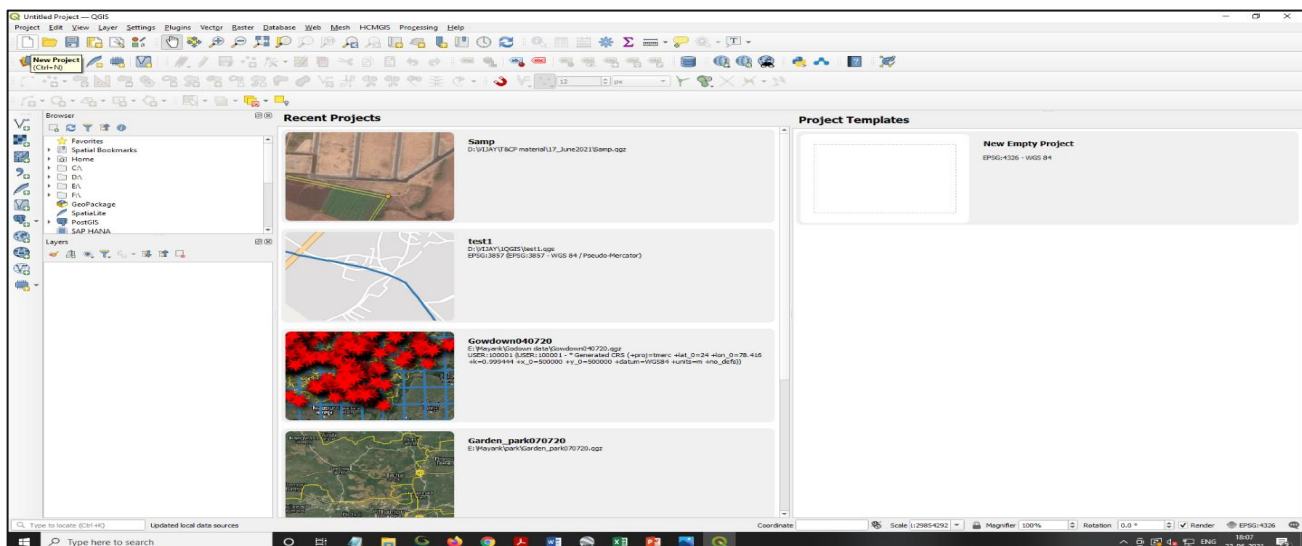 Untitled Project — QGIS
Project Edit View Layer Settings Plugins Vector Raster Database Web Mesh HCMGIS Processing Help
New Project
(Ctrl+N)
12
px
Browser
Favorites
Spatial Bookmarks
Home
C:\
D:\
E:\
F:\
GeoPackage
SpatiaLite
PostGIS
SAP HANA
Layers
Recent Projects
Samp
D:\VIJAY\T&CP material\17_June2021\Samp.qgz
test1
D:\VIJAY\1QGIS\test1.qgs
EPSG:3857 (EPSG:3857 - WGS 84 / Pseudo-Mercator)
Gowdown040720
E:\Mayank\Godown data\Gowdown040720.qgz
USER:100001 (USER:100001 - * Generated CRS (+proj=tmerc +lat_0=24 +lon_0=78.416
+k=0.999444 +x_0=500000 +y_0=500000 +datum=WGS84 +units=m +no_defs))
Garden_park070720
E:\Mayank\park\Garden_park070720.qgz
Project Templates
New Empty Project
EPSG:4326 - WGS 84
Type to locate (Ctrl+K) Updated local data sources Coordinate Scale 1:29854292 Magnifier 100% Rotation 0.0 ° Render EPSG:4326
Type here to search ENG 18:07